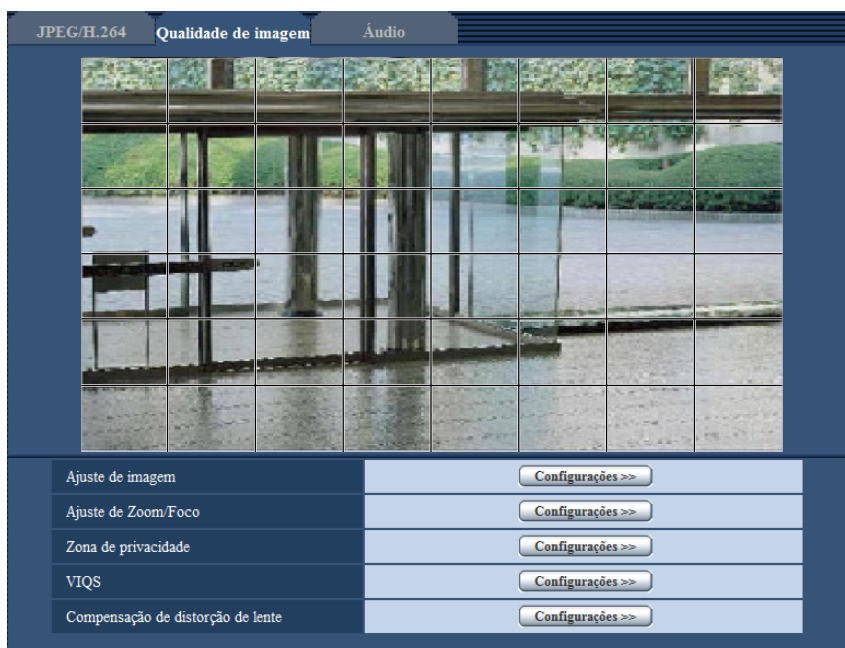 JPEG/H.264 Qualidade de imagem Áudio
Ajuste de imagem Configurações >>
Ajuste de Zoom/Foco Configurações >>
Zona de privacidade Configurações >>
VIQS Configurações >>
Compensação de distorção de lente Configurações >>